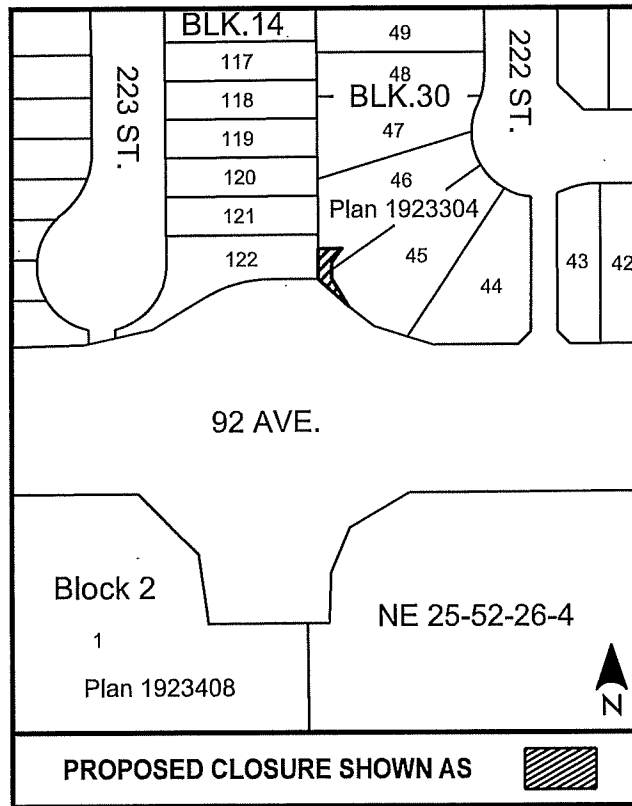 BLK.14
49
117
223 ST.
222 ST.
48
118
BLK.30
119
47
120
46
Plan 1923304
121
122
45
44
43
42
92 AVE.
Block 2
NE 25-52-26-4
1
Plan 1923408
N
PROPOSED CLOSURE SHOWN AS